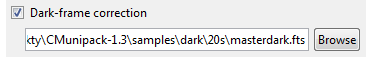 Dark-frame correction
kty\CMunipack-1.3\samples\dark\20s\masterdark.fts Browse